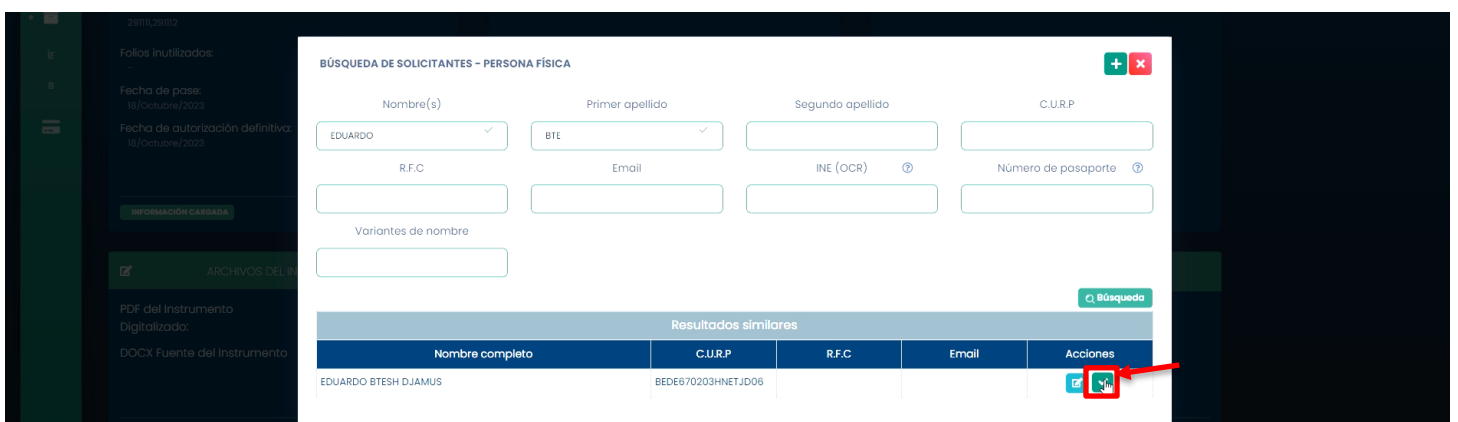 291111,291112
Folios inutilizados:
-
Fecha de pase:
18/Octubre/2023
Fecha de autorización definitiva:
18/Octubre/2023
INFORMACIÓN CARGADA
ARCHIVOS DEL IN
PDF del Instrumento
Digitalizado:
DOCX Fuente del Instrumento
BÚSQUEDA DE SOLICITANTES - PERSONA FÍSICA
Nombre(s) Primer apellido Segundo apellido C.U.R.P
EDUARDO BTE
R.F.C Email INE (OCR) Número de pasaporte
Variantes de nombre
Búsqueda
Resultados similares
Nombre completo C.U.R.P R.F.C Email Acciones
EDUARDO BTESH DJAMUS BEDE670203HNETJD06